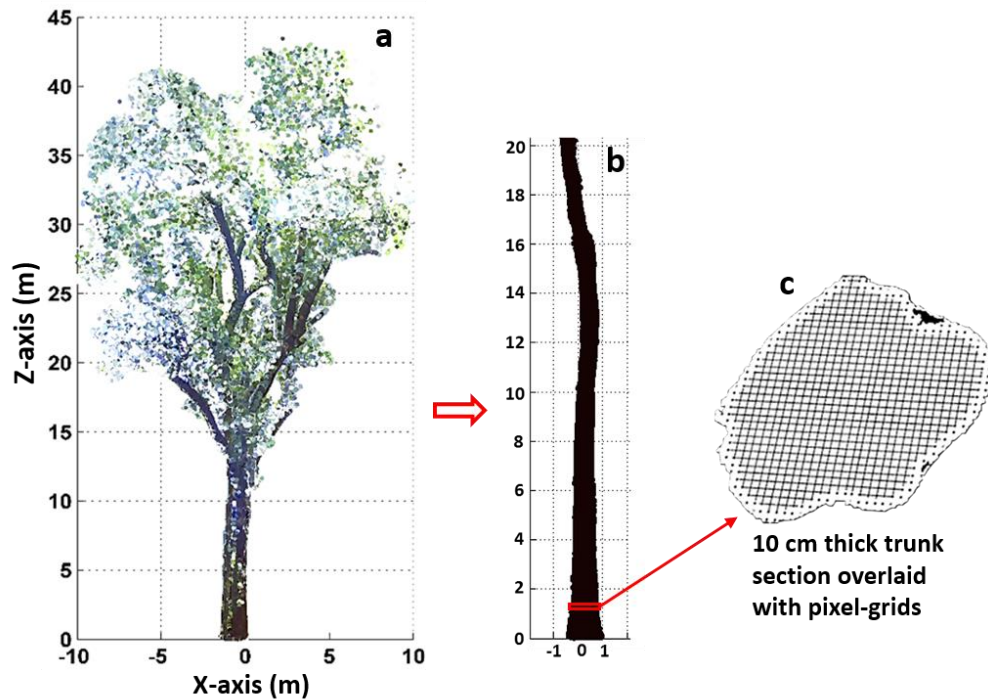 a
45
40
35
30
25
20
15
10
5
0
-10 -5 0 5 10
Z-axis (m)
X-axis (m)
b
20
18
16
14
12
10
8
6
4
2
0
-1 0 1
c
10 cm thick trunk
section overlaid
with pixel-grids